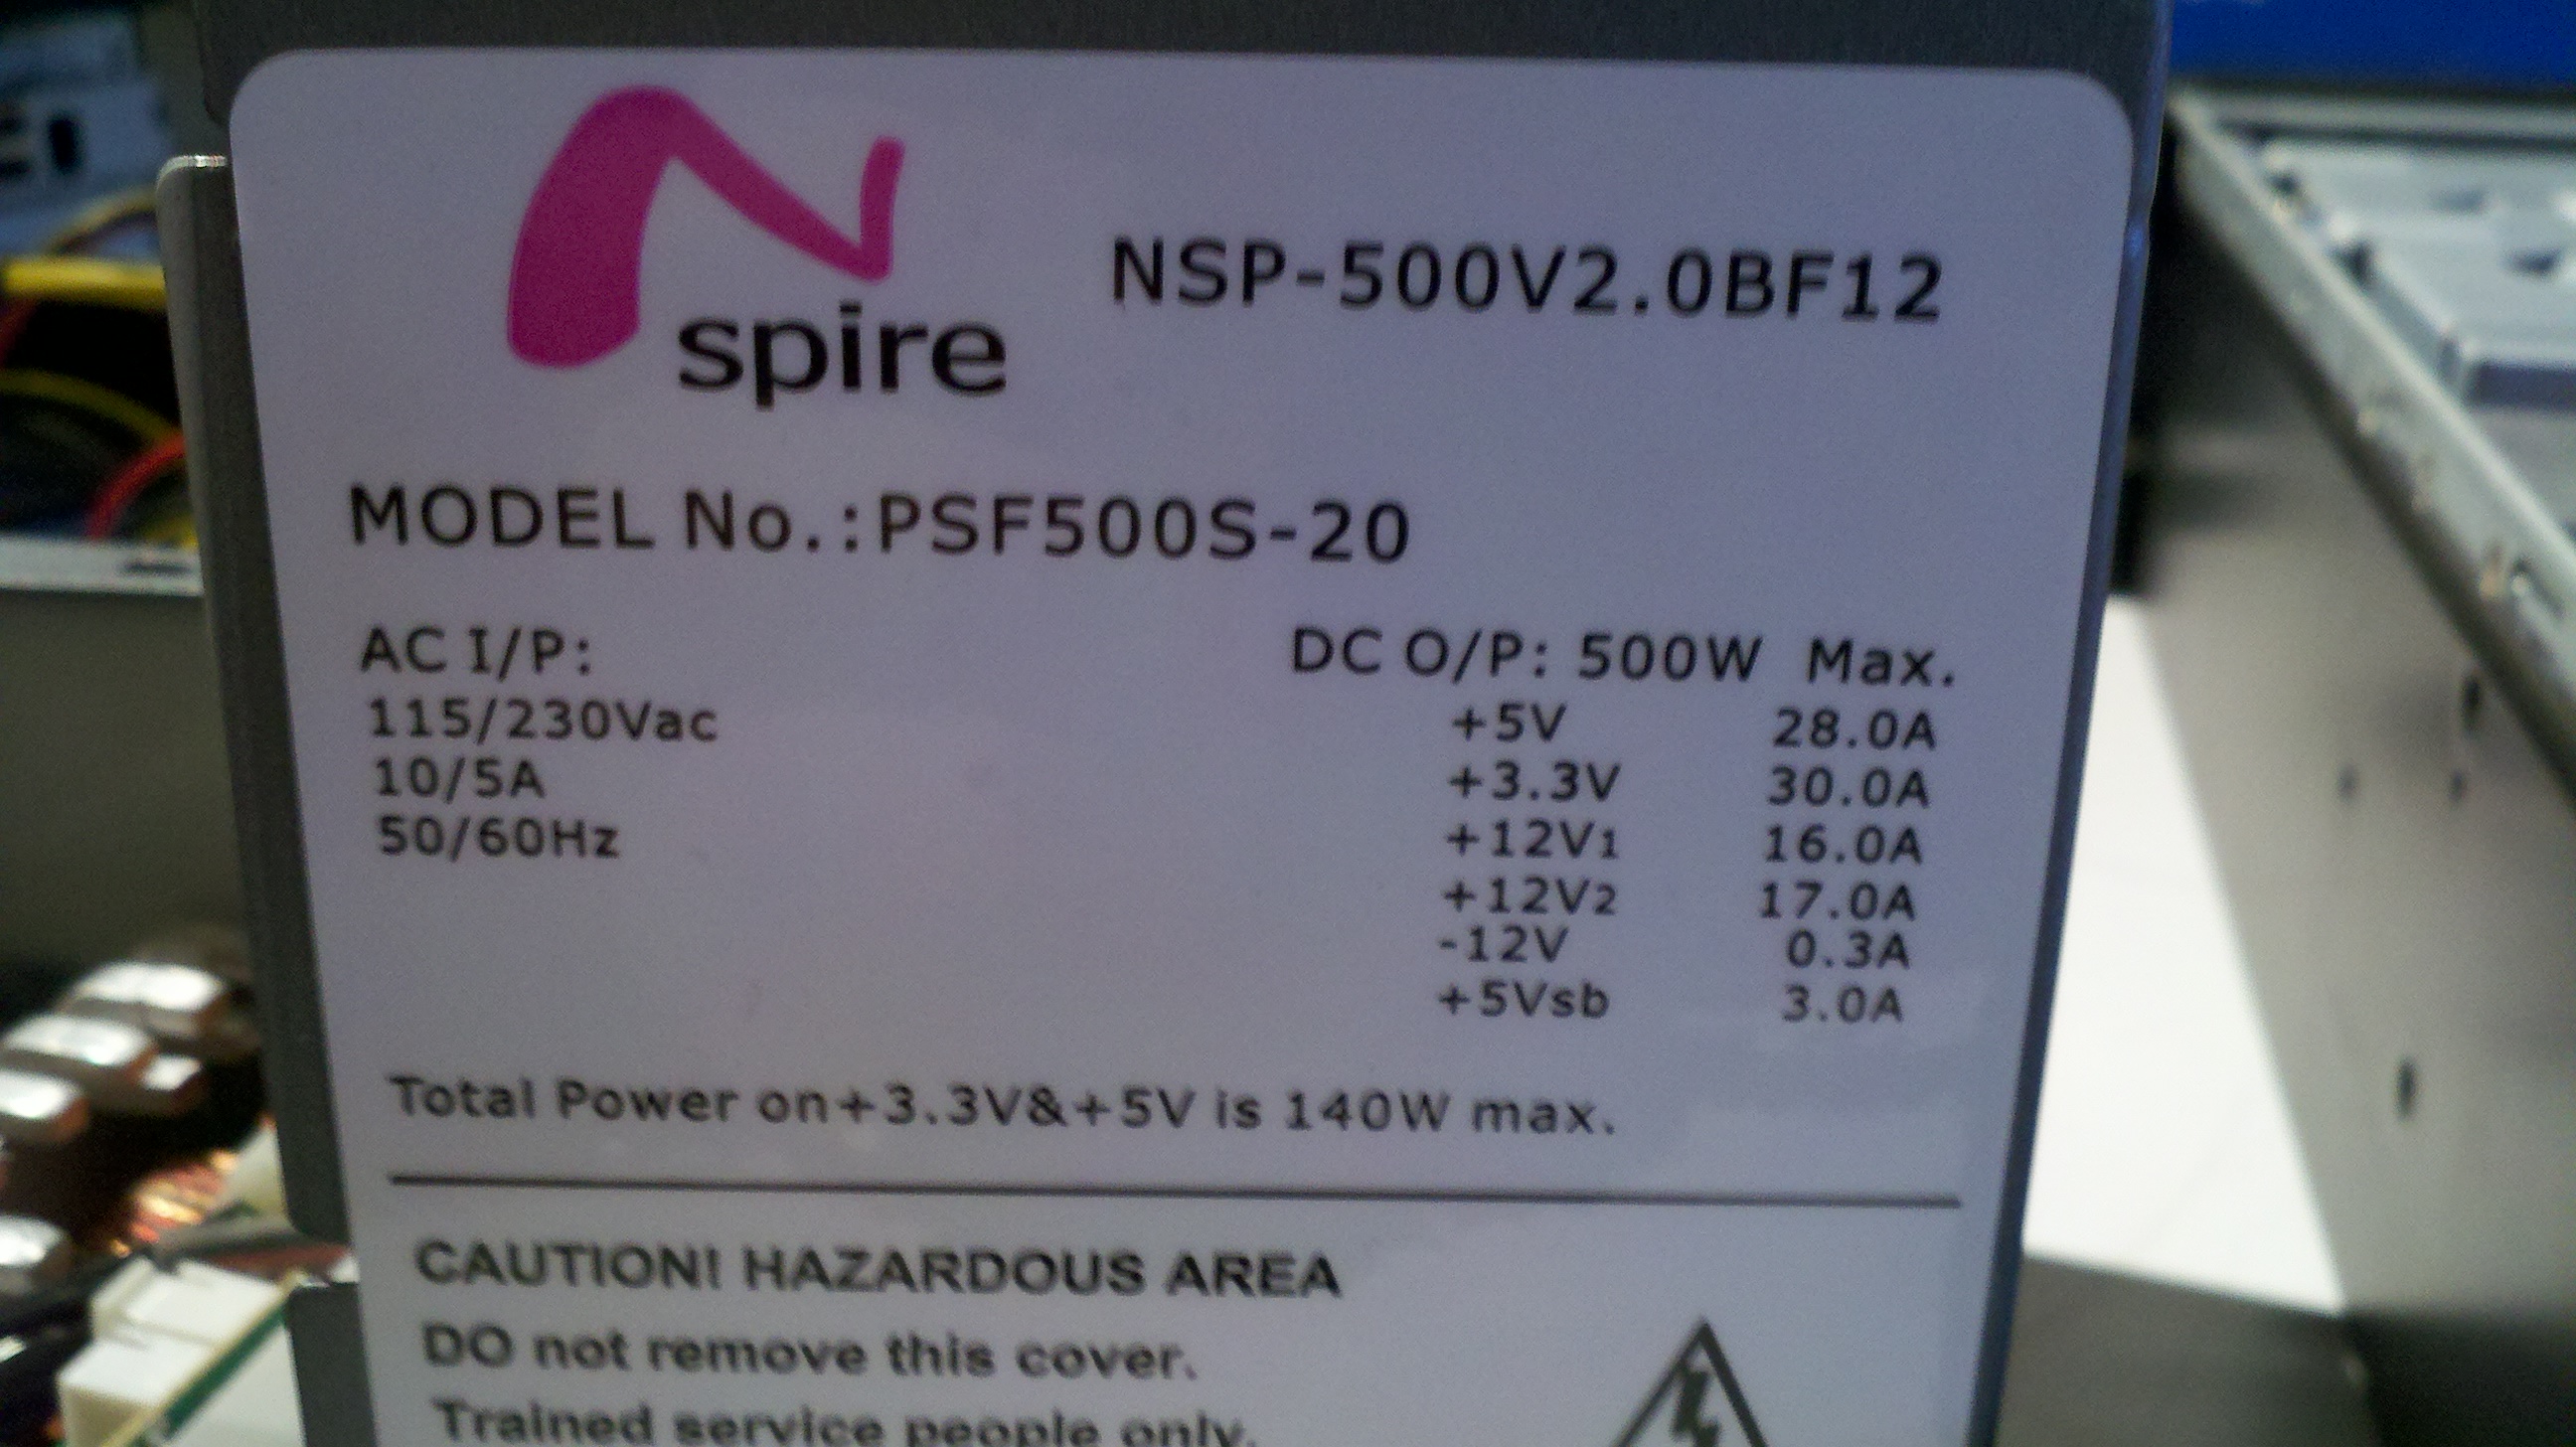 Nspire
NSP-500V2.0BF12
MODEL No.:PSF500S-20
AC I/P:
115/230Vac
10/5A
50/60Hz
DC O/P: 500W Max.
+5V 28.0A
+3.3V 30.0A
+12V1 16.0A
+12V2 17.0A
-12V 0.3A
+5Vsb 3.0A
Total Power on+3.3V&+5V is 140W max.
CAUTION! HAZARDOUS AREA
DO not remove this cover.
Trained service people only.